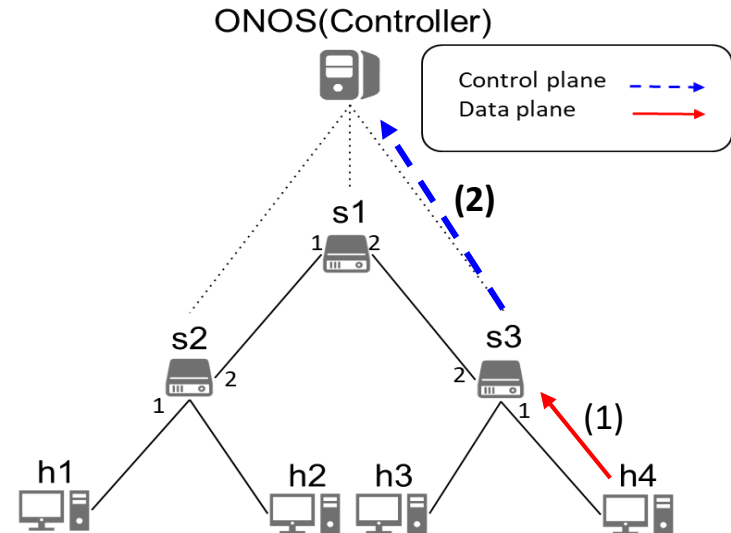 ONOS(Controller)
Control plane
Data plane
(2)
s1
1 2
s2
s3
2
2
1
1
(1)
h1
h2
h3
h4